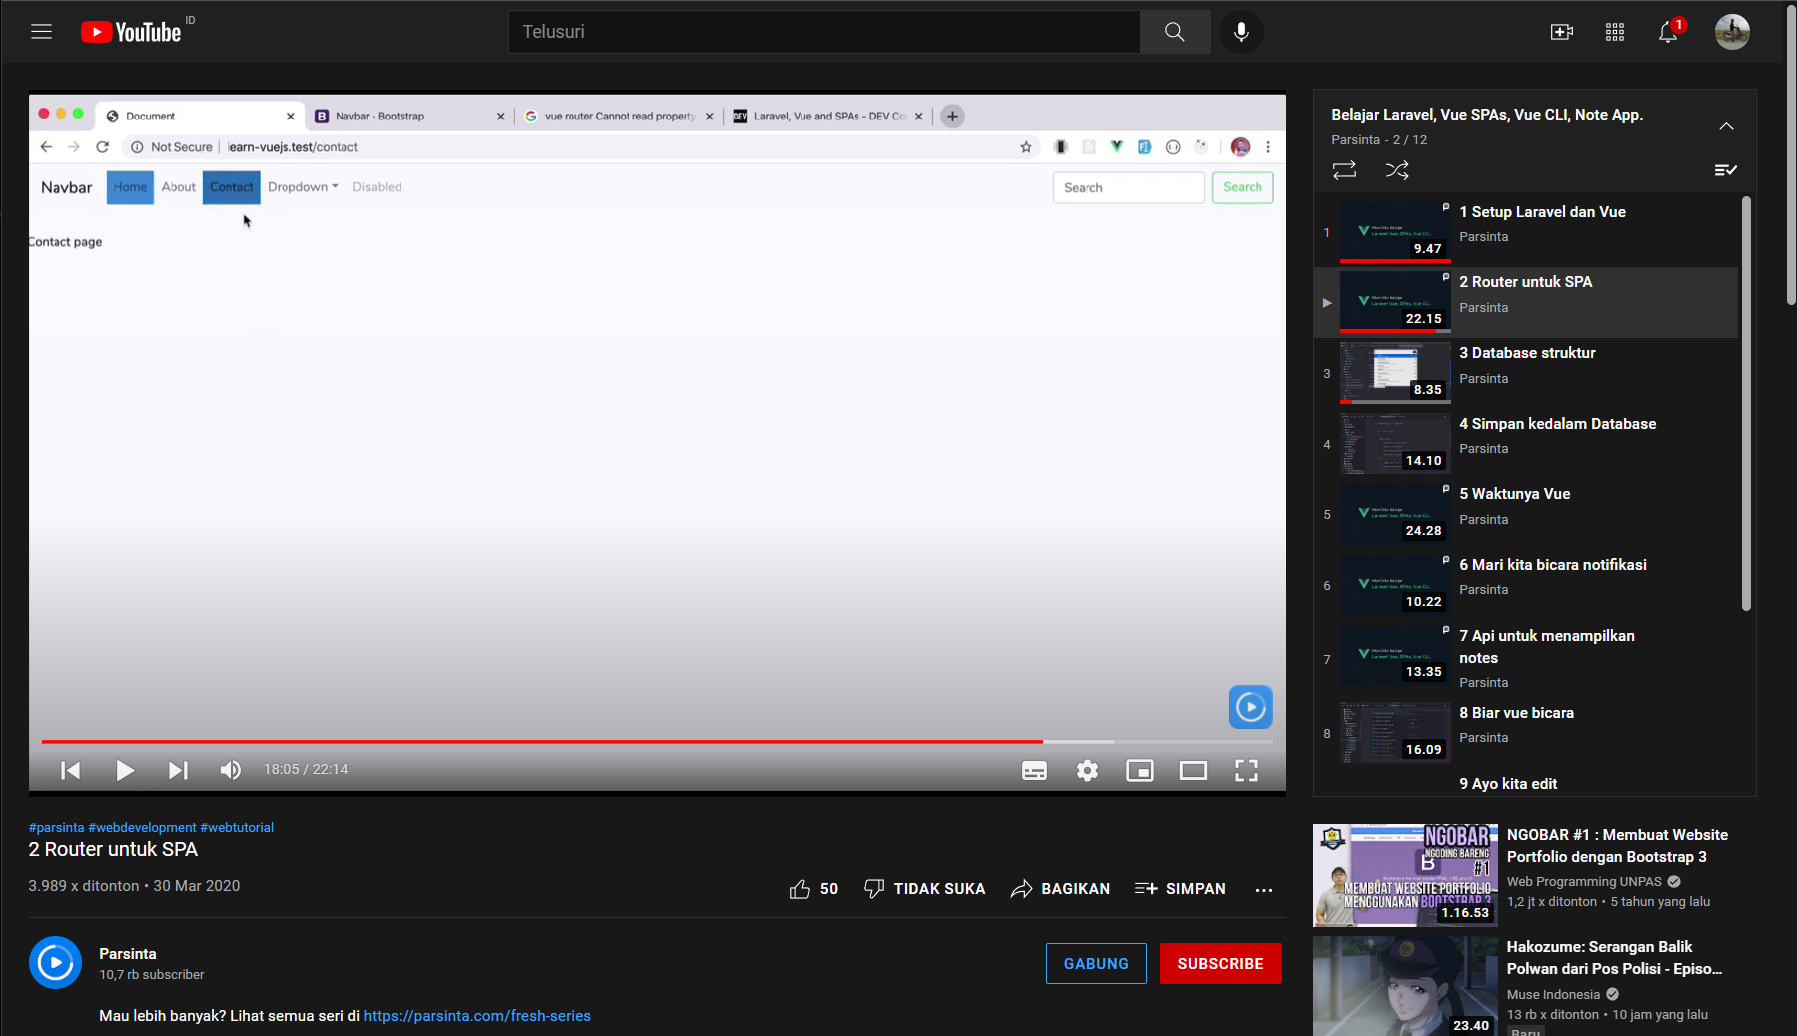 YouTube ID
Telusuri
1
Document
Navbar · Bootstrap
vue router Cannot read property
Laravel, Vue and SPAs - DEV Co
Not Secure | learn-vuejs.test/contact
Navbar Home About Contact Dropdown Disabled
Search
Search
Contact page
18:05 / 22:14
#parsinta #webdevelopment #webtutorial
2 Router untuk SPA
3.989 x ditonton • 30 Mar 2020
50
TIDAK SUKA
BAGIKAN
SIMPAN
Parsinta
10,7 rb subscriber
GABUNG
SUBSCRIBE
Mau lebih banyak? Lihat semua seri di https://parsinta.com/fresh-series
Belajar Laravel, Vue SPAs, Vue CLI, Note App.
Parsinta - 2 / 12
1
9.47
1 Setup Laravel dan Vue
Parsinta
22.15
2 Router untuk SPA
Parsinta
3
8.35
3 Database struktur
Parsinta
4
14.10
4 Simpan kedalam Database
Parsinta
5
24.28
5 Waktunya Vue
Parsinta
6
10.22
6 Mari kita bicara notifikasi
Parsinta
7
13.35
7 Api untuk menampilkan
notes
Parsinta
8
16.09
8 Biar vue bicara
Parsinta
9 Ayo kita edit
NGOBAR
NGODING BARENG
#1
MEMBUAT WEBSITE PORTFOLIO
MENGGUNAKAN BOOTSTRAP 3
1.16.53
NGOBAR #1 : Membuat Website
Portfolio dengan Bootstrap 3
Web Programming UNPAS
1,2 jt x ditonton • 5 tahun yang lalu
23.40
Hakozume: Serangan Balik
Polwan dari Pos Polisi - Episo...
Muse Indonesia
13 rb x ditonton • 10 jam yang lalu
Baru